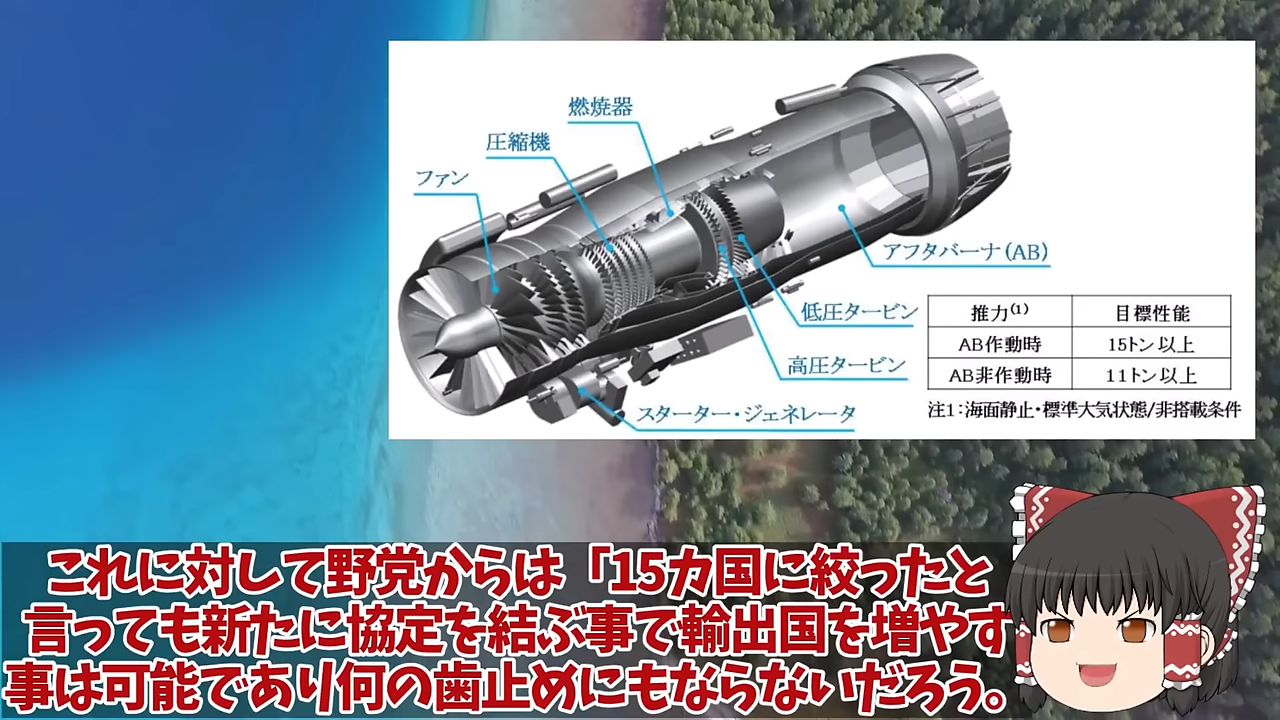 燃焼器
圧縮機
ファン
アフタバーナ(AB)
低圧タービン
高圧タービン
スターター・ジェネレータ
推力(1) 目標性能
AB作動時 15トン以上
AB非作動時 11トン以上
注1:海面静止・標準大気状態/非搭載条件
これに対して野党からは「15カ国に絞ったと
言っても新たに協定を結ぶ事で輸出国を増やす
事は可能であり何の歯止めにもならないだろう。